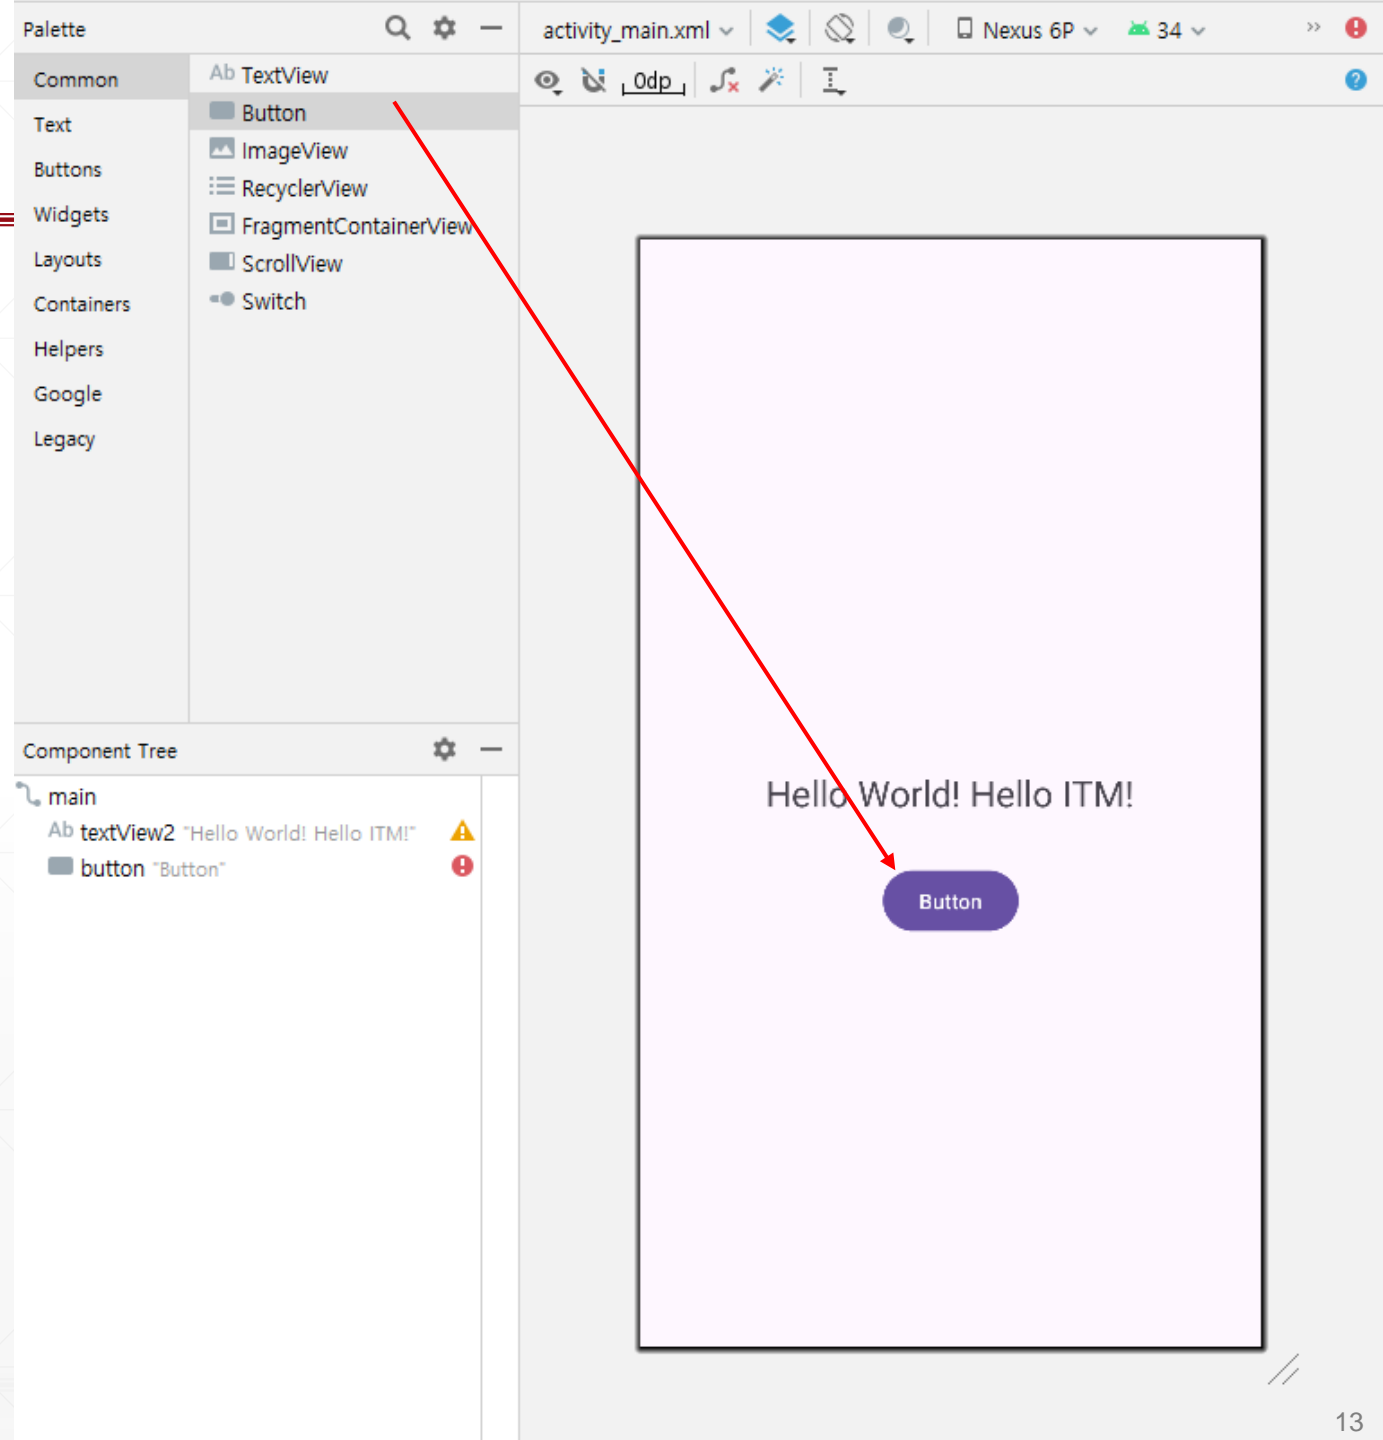 Palette
Common
Text
Buttons
Widgets
Layouts
Containers
Helpers
Google
Legacy
Ab TextView
Button
ImageView
RecyclerView
FragmentContainerView
ScrollView
Switch
activity_main.xml
Nexus 6P
34
0dp
Component Tree
main
Ab textView2 "Hello World! Hello ITM!"
button "Button"
Hello World! Hello ITM!
Button
13